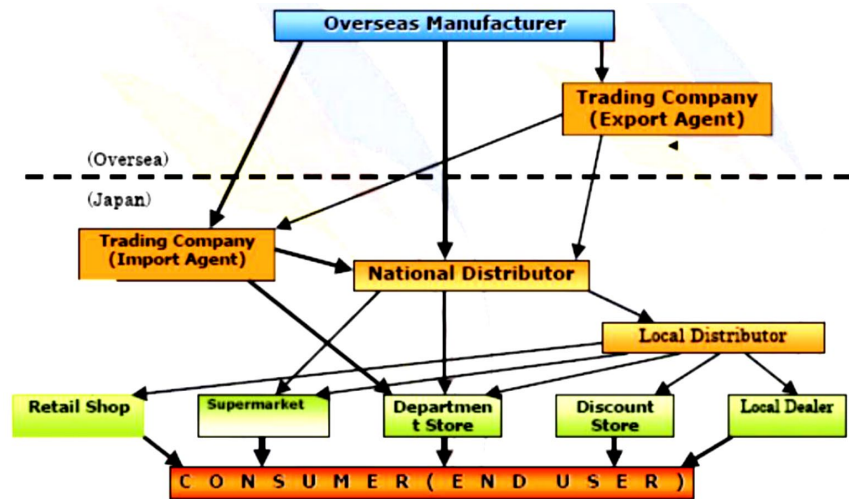 Overseas Manufacturer
Trading Company
(Export Agent)
(Oversea)
(Japan)
Trading Company
(Import Agent)
National Distributor
Local Distributor
Retail Shop
Supermarket
Departmen
t Store
Discount
Store
Local Dealer
C O N S U M E R ( E N D U S E R )